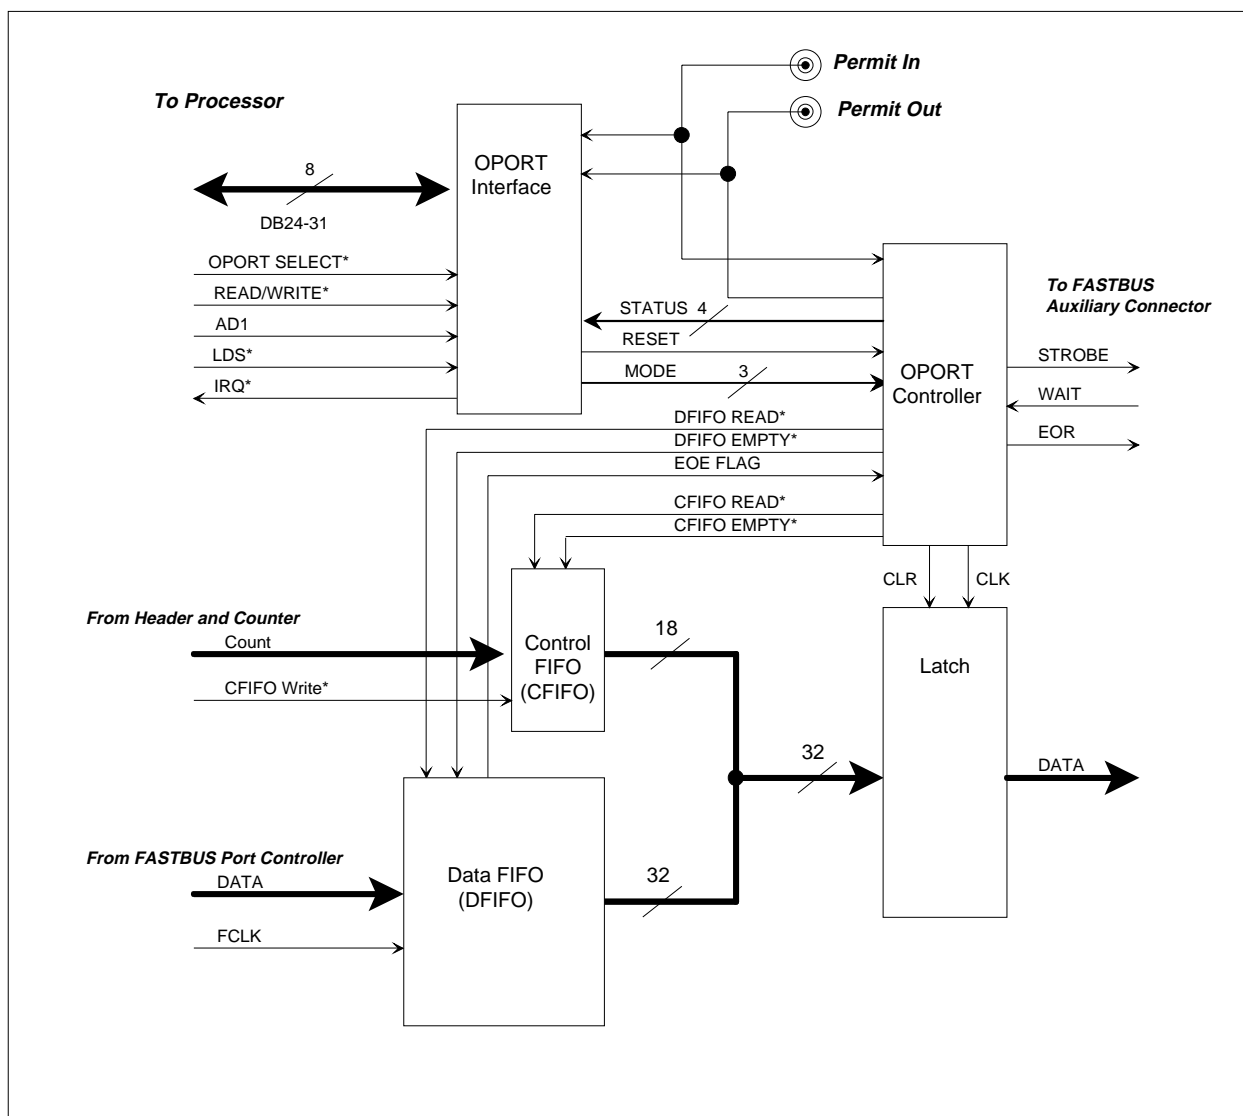 Permit In
To Processor
Permit Out
OPORT
Interface
8
DB24-31
OPORT SELECT*
READ/WRITE*
AD1
LDS*
IRQ*
To FASTBUS
Auxiliary Connector
STATUS 4
RESET
MODE 3
OPORT
Controller
STROBE
WAIT
EOR
DFIFO READ*
DFIFO EMPTY*
EOE FLAG
CFIFO READ*
CFIFO EMPTY*
CLR
CLK
From Header and Counter
Count
CFIFO Write*
Control
FIFO
(CFIFO)
18
Latch
32
DATA
From FASTBUS Port Controller
DATA
FCLK
Data FIFO
(DFIFO)
32